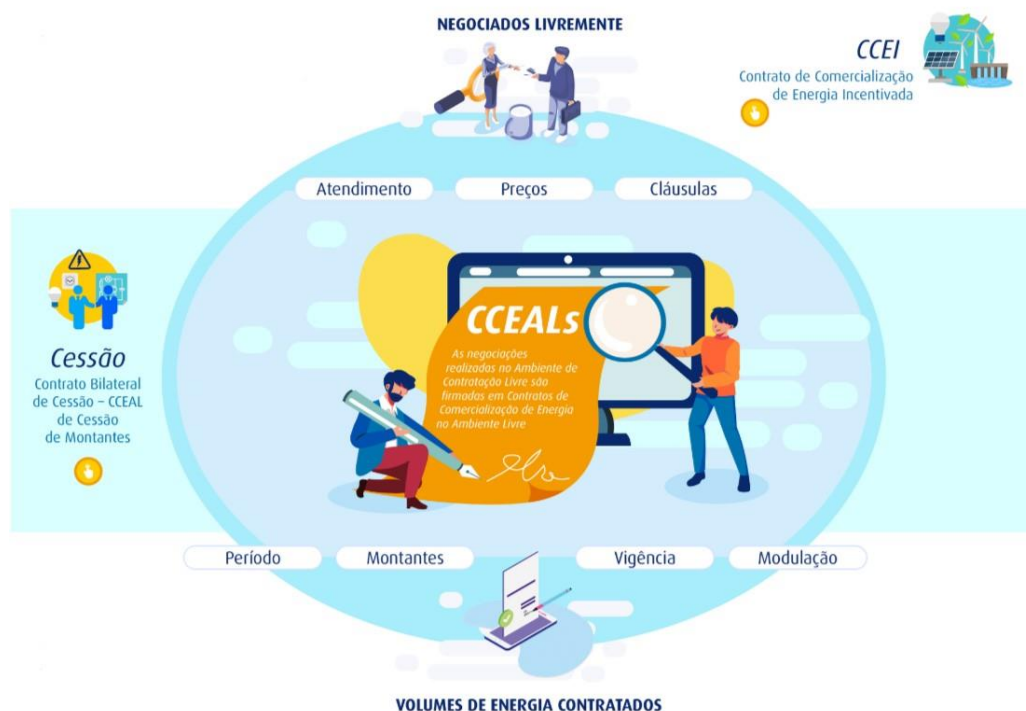 NEGOCIADOS LIVREMENTE
CCEI
Contrato de Comercialização
de Energia Incentivada
Atendimento
Preços
Cláusulas
Cessão
Contrato Bilateral
de Cessão – CCEAL
de Cessão
de Montantes
CCEALs
As negociações
realizadas no Ambiente de
Contratação Livre são
firmadas em Contratos de
Comercialização de Energia
no Ambiente Livre
Período
Montantes
Vigência
Modulação
VOLUMES DE ENERGIA CONTRATADOS